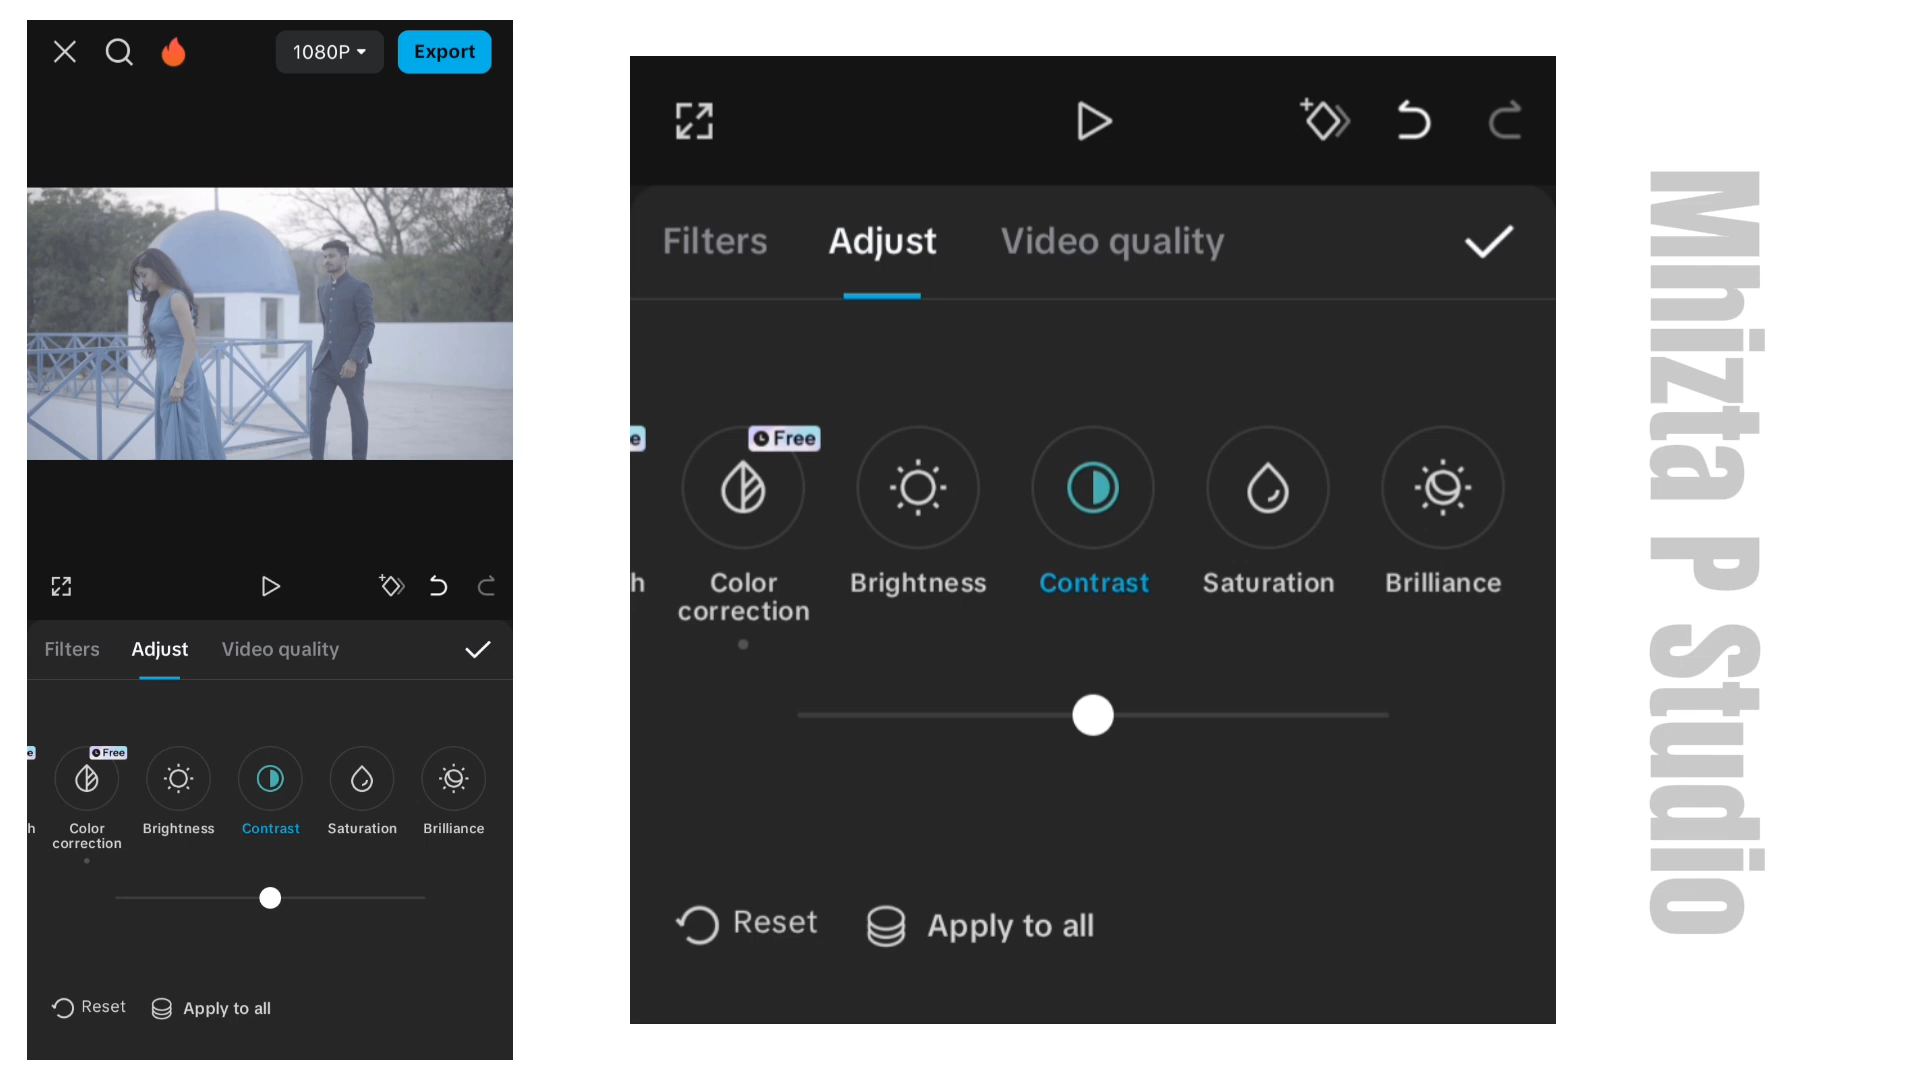 1080P
Export
Filters Adjust Video quality
e Free
h Color correction Brightness Contrast Saturation Brilliance
Reset Apply to all
Filters Adjust Video quality
e Free
h Color correction Brightness Contrast Saturation Brilliance
Reset Apply to all
Mhizta P Studio